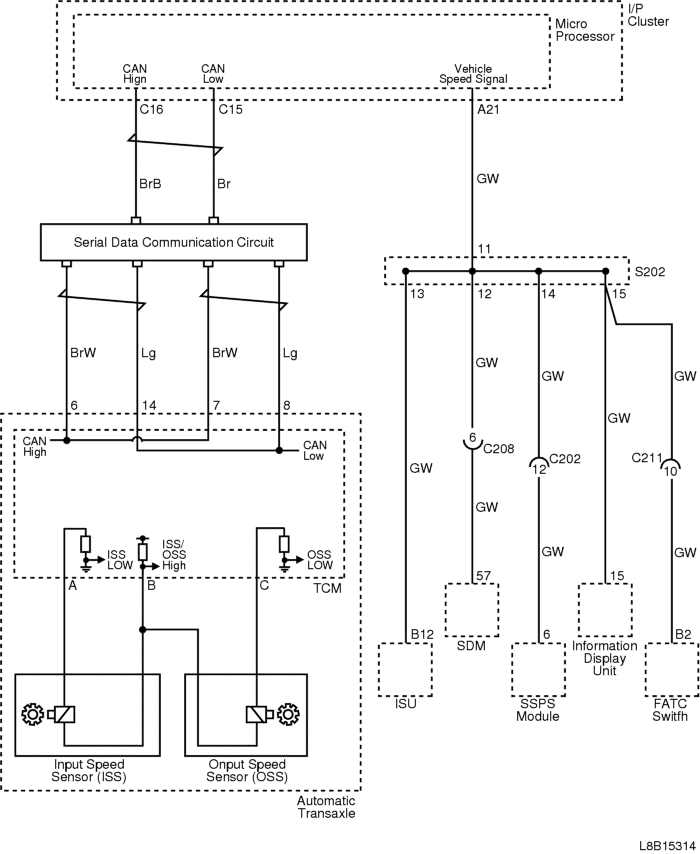 I/P
Cluster
Micro
Processor
CAN
Hign
CAN
Low
Vehicle
Speed Signal
C16
C15
A21
BrB
Br
GW
Serial Data Communication Circuit
11
S202
13
12
14
15
BrW
Lg
BrW
Lg
GW
GW
GW
GW
6
14
7
8
CAN
High
CAN
Low
6
C208
12
C202
C211
10
GW
GW
GW
GW
ISS
LOW
ISS/
OSS
High
OSS
LOW
A
B
C
TCM
57
15
SDM
B12
6
B2
Information
Display
Unit
ISU
SSPS
Module
FATC
Switfh
Input Speed
Sensor (ISS)
Onput Speed
Sensor (OSS)
Automatic
Transaxle
L8B15314